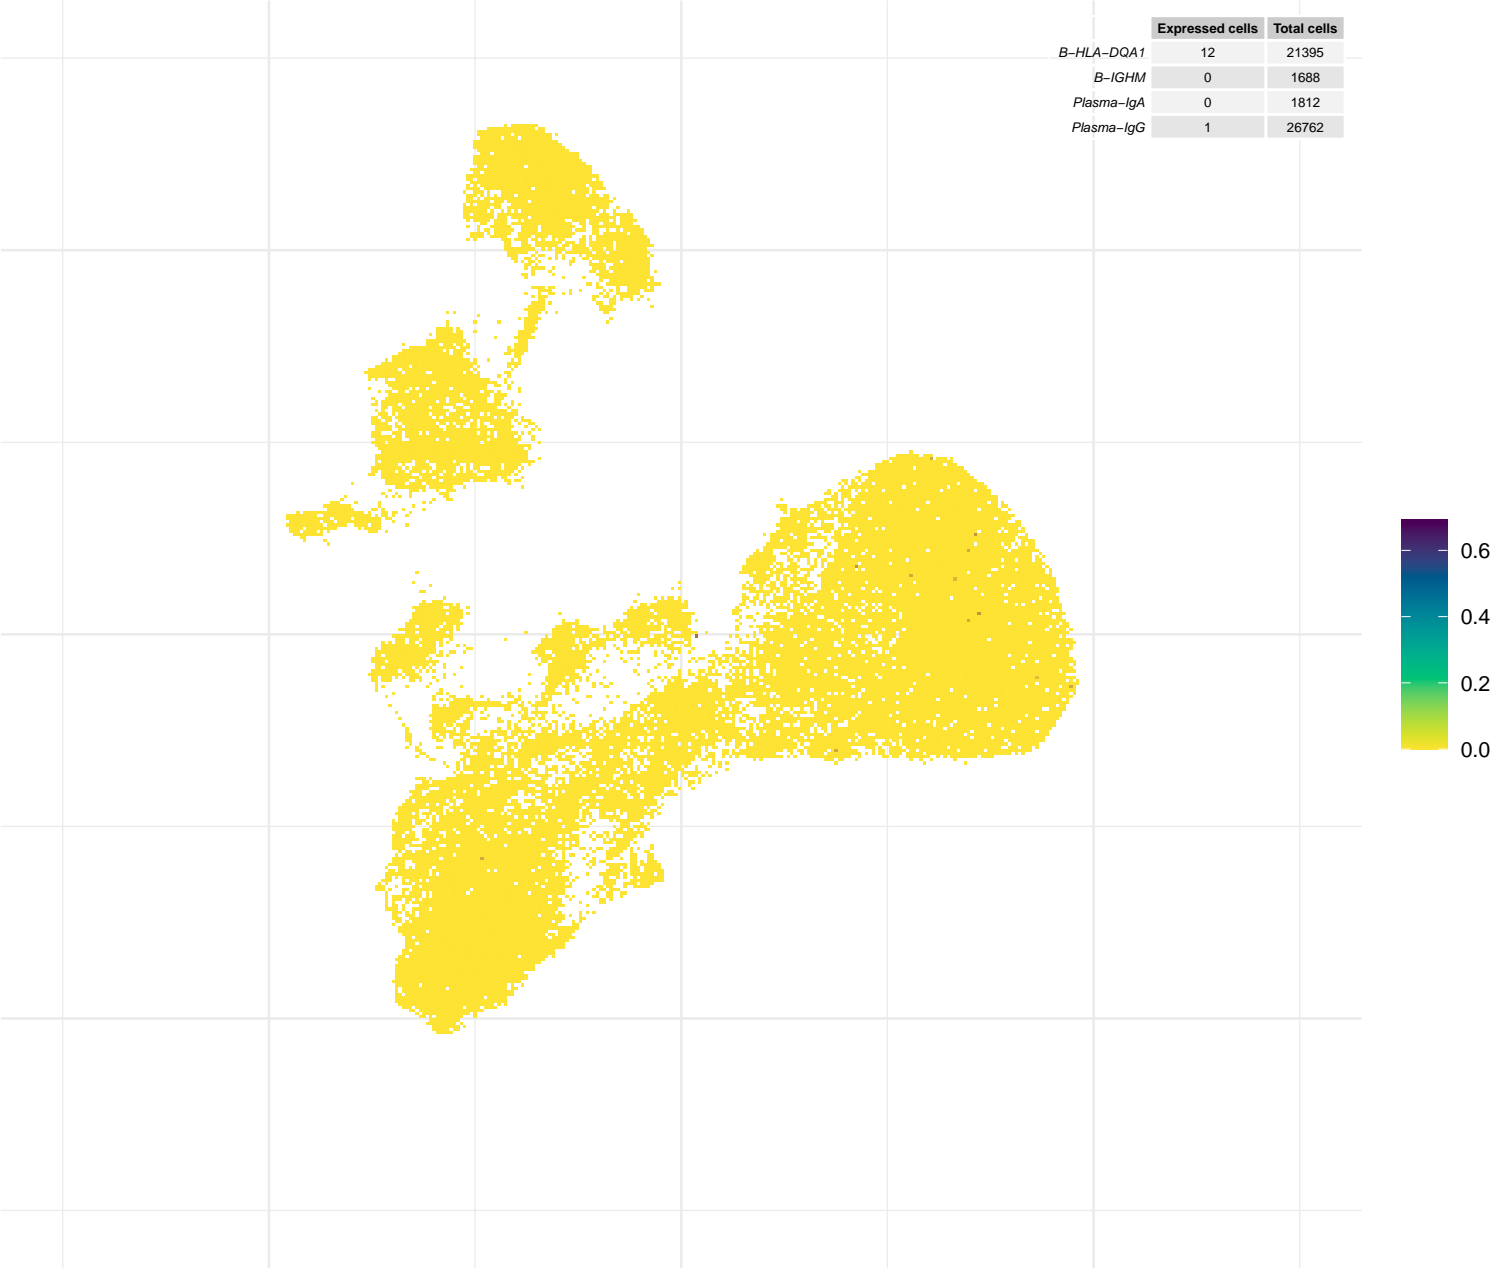 Expressed cells Total cells
B−HLA−DQA1 12 21395
B−IGHM 0 1688
Plasma−IgA 0 1812
Plasma−IgG 1 26762
0.6
0.4
0.2
0.0